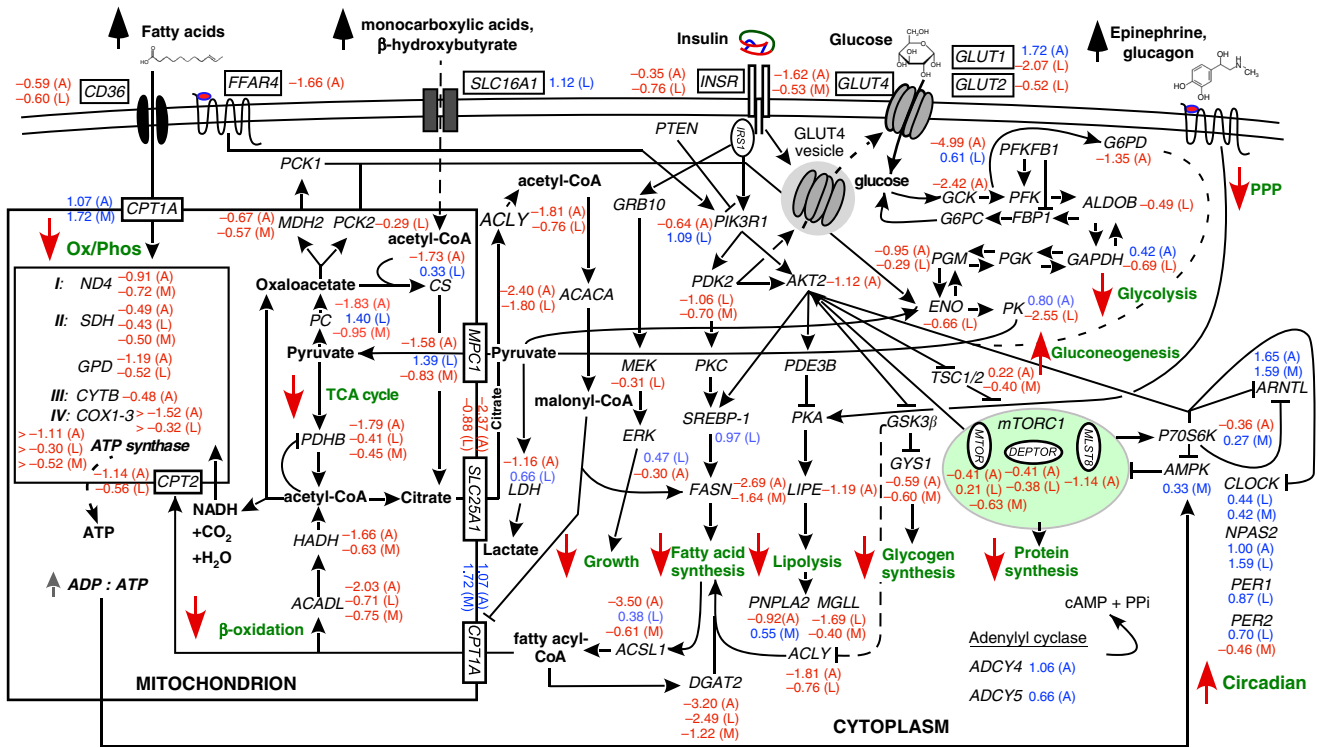 Fatty acids
monocarboxylic acids,
β-hydroxybutyrate
Insulin
Glucose
Epinephrine,
glucagon
HO
O
CH₂OH
OH
HO
OH
OH
OH
HO
HO
OH
CH₃
−0.59 (A)
−0.60 (L)
CD36
FFAR4
−1.66 (A)
SLC16A1
1.12 (L)
−0.35 (A)
−0.76 (L)
INSR
−1.62 (A)
−0.53 (M)
GLUT4
GLUT1
1.72 (A)
−2.07 (L)
GLUT2
−0.52 (L)
PTEN
IRS1
GLUT4
vesicle
glucose
−4.99 (A)
0.61 (L)
PFKFB1
G6PD
−1.35 (A)
PPP
−2.42 (A)
GCK
PFK
ALDOB
−0.49 (L)
G6PC
FBP1
−0.95 (A)
−0.29 (L)
PGM
PGK
GAPDH
0.42 (A)
−0.69 (L)
Glycolysis
ENO
−0.66 (L)
PK
0.80 (A)
−2.55 (L)
Gluconeogenesis
PCK1
1.07 (A)
1.72 (M)
CPT1A
Ox/Phos
−0.67 (A)
−0.57 (M)
MDH2
PCK2
−0.29 (L)
acetyl-CoA
−1.73 (A)
0.33 (L)
CS
Oxaloacetate
acetyl-CoA
ACLY
−1.81 (A)
−0.76 (L)
GRB10
−0.64 (A)
1.09 (L)
PIK3R1
PDK2
−1.06 (L)
−0.70 (M)
AKT2
−1.12 (A)
I:
ND4
−0.91 (A)
−0.72 (M)
II:
SDH
−0.49 (A)
−0.43 (L)
−0.50 (M)
GPD
−1.19 (A)
−0.52 (L)
III:
CYTB
−0.48 (A)
IV:
COX1-3
> −1.52 (A)
> −0.32 (L)
> −1.11 (A)
> −0.30 (L)
> −0.52 (M)
ATP synthase
−1.14 (A)
−0.56 (L)
CPT2
PC
−1.83 (A)
1.40 (L)
−0.95 (M)
Pyruvate
−1.58 (A)
1.39 (L)
−0.83 (M)
MPC1
Pyruvate
−2.40 (A)
−1.80 (L)
ACACA
TCA cycle
PDHB
−1.79 (A)
−0.41 (L)
−0.45 (M)
−2.37 (A)
−0.88 (L)
Citrate
SLC25A1
acetyl-CoA
Citrate
NADH
+CO₂
+H₂O
ATP
ADP : ATP
HADH
−1.66 (A)
−0.63 (M)
ACADL
−2.03 (A)
−0.71 (L)
−0.75 (M)
β-oxidation
MITOCHONDRION
1.07 (A)
1.72 (M)
CPT1A
malonyl-CoA
−1.16 (A)
0.66 (L)
LDH
Lactate
MEK
−0.31 (L)
ERK
0.47 (L)
−0.30 (A)
PKC
SREBP-1
0.97 (L)
FASN
−2.69 (A)
−1.64 (M)
PDE3B
PKA
LIPE
−1.19 (A)
GSK3β
GYS1
−0.59 (A)
−0.60 (M)
TSC1/2
0.22 (A)
−0.40 (M)
mTORC1
MTOR
DEPTOR
MLST8
−0.41 (A)
0.21 (L)
−0.63 (M)
−0.41 (A)
−0.38 (L)
−1.14 (A)
P70S6K
−0.36 (A)
0.27 (M)
AMPK
0.33 (M)
1.65 (A)
1.59 (M)
ARNTL
CLOCK
0.44 (L)
0.42 (M)
NPAS2
1.00 (A)
1.59 (L)
PER1
0.87 (L)
PER2
0.70 (L)
−0.46 (M)
Circadian
Growth
Fatty acid
synthesis
Lipolysis
Glycogen
synthesis
Protein
synthesis
fatty acyl-
CoA
−3.50 (A)
0.38 (L)
−0.61 (M)
ACSL1
DGAT2
−3.20 (A)
−2.49 (L)
−1.22 (M)
PNPLA2
−0.92(A)
0.55 (M)
MGLL
−1.69 (L)
−0.40 (M)
ACLY
−1.81 (A)
−0.76 (L)
cAMP + PPi
Adenylyl cyclase
ADCY4
1.06 (A)
ADCY5
0.66 (A)
CYTOPLASM